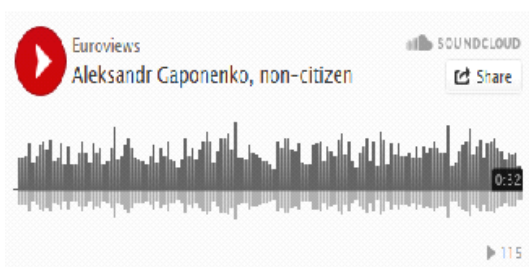 Euroviews
SOUNDCLOUD
Aleksandr Gaponenko, non-citizen
Share
0:32
115